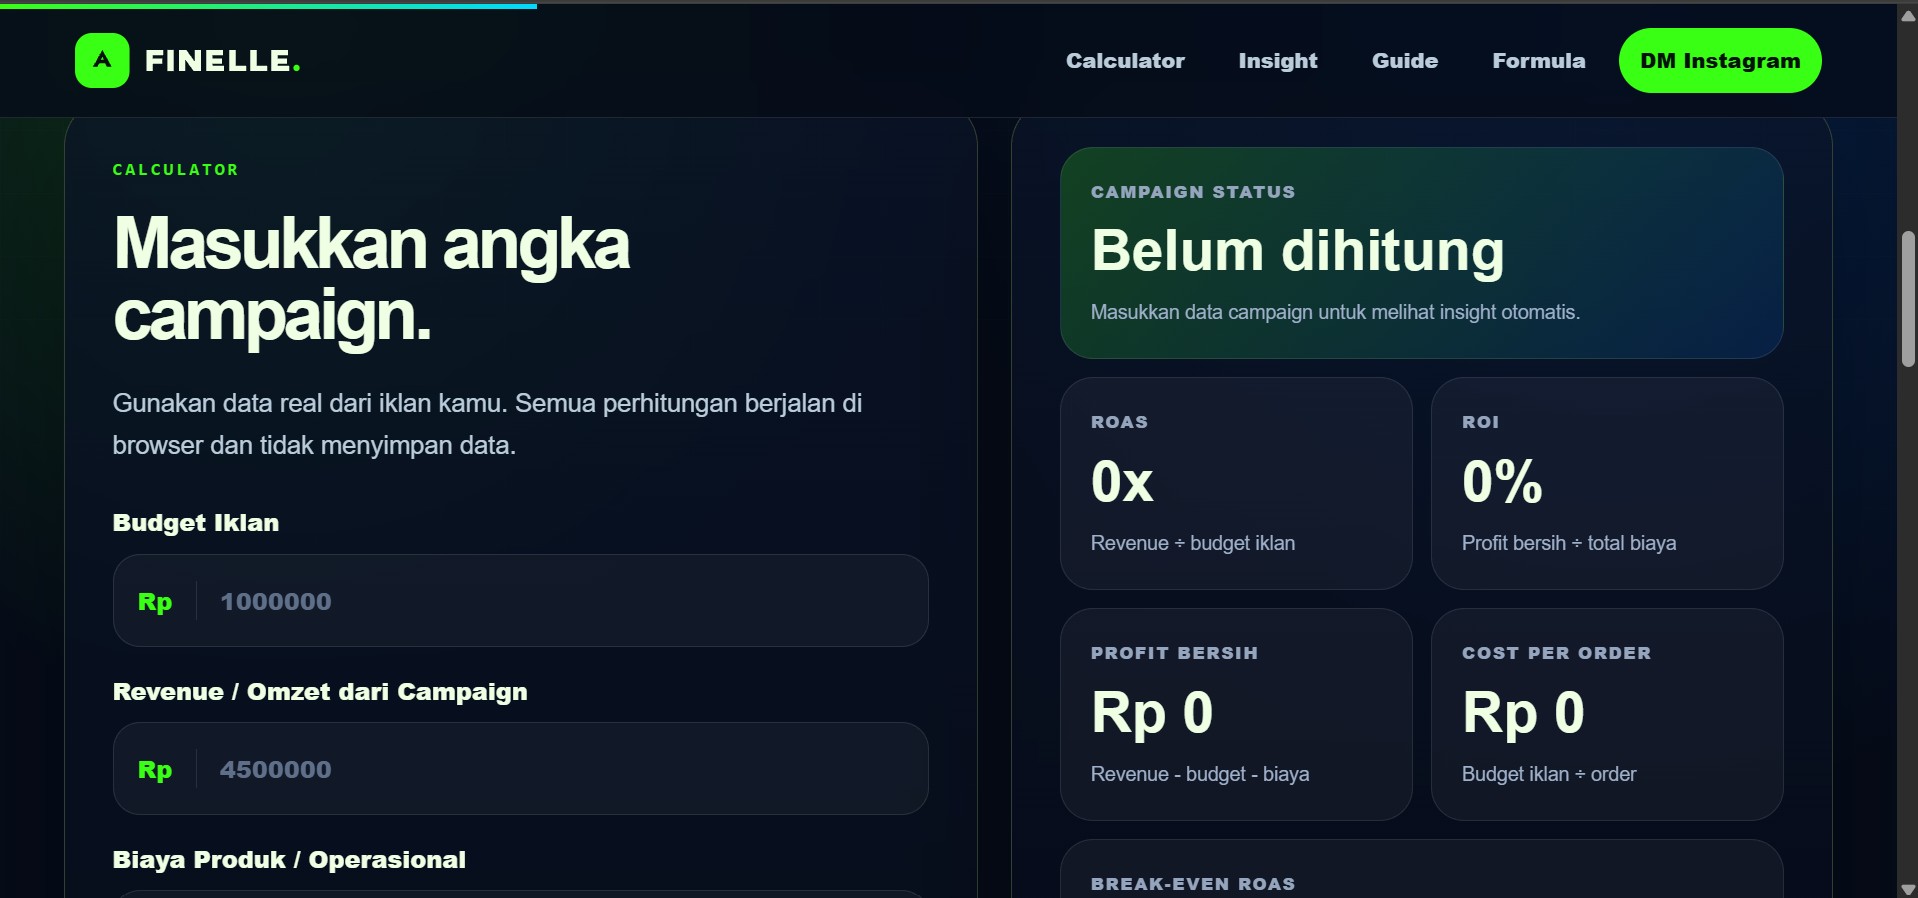 A FINELLE.
Calculator Insight Guide Formula DM Instagram
CALCULATOR
Masukkan angka
campaign.
Gunakan data real dari iklan kamu. Semua perhitungan berjalan di
browser dan tidak menyimpan data.
Budget Iklan
Rp 1000000
Revenue / Omzet dari Campaign
Rp 4500000
Biaya Produk / Operasional
CAMPAIGN STATUS
Belum dihitung
Masukkan data campaign untuk melihat insight otomatis.
ROAS
0x
Revenue ÷ budget iklan
ROI
0%
Profit bersih ÷ total biaya
PROFIT BERSIH
Rp 0
Revenue - budget - biaya
COST PER ORDER
Rp 0
Budget iklan ÷ order
BREAK-EVEN ROAS